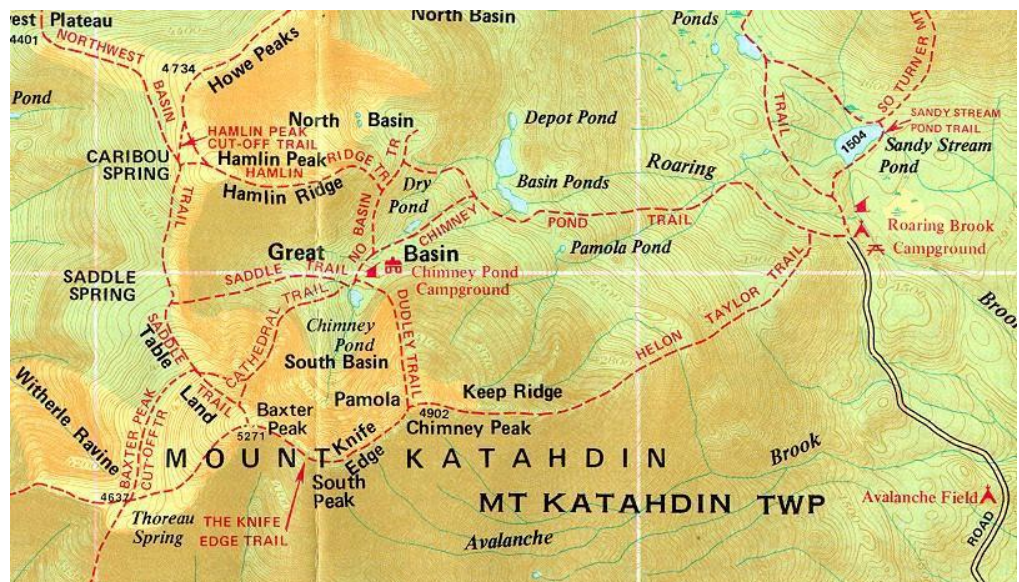 est Plateau
4401
NORTHWEST
BASIN
TRAIL
4734
Howe Peaks
North Basin
Ponds
Pond
TRAIL
SO TURNER MT
SANDY STREAM
POND TRAIL
1504
Sandy Stream
Pond
HAMLIN PEAK
CUT-OFF TRAIL
CARIBOU
SPRING
North Basin
Hamlin Peak
HAMLIN RIDGE TR
Hamlin Ridge
Depot Pond
Roaring
Brook
Dry
Pond
Basin Ponds
NO BASIN TR
CHIMNEY POND TRAIL
Pamola Pond
Roaring Brook
Campground
Great Basin
SADDLE
SPRING
SADDLE TRAIL
Chimney Pond
Campground
Chimney
Pond
CATHEDRAL TRAIL
DUDLEY TRAIL
HELON TAYLOR TRAIL
SADDLE TRAIL
Table
Land
South Basin
Pamola
4902
Chimney Peak
Keep Ridge
Witherle Ravine
BAXTER PEAK
CUT-OFF TR
Baxter
Peak
5271
Knife
Edge
South
Peak
MOUNT KATAHDIN
MT KATAHDIN TWP
4637
Thoreau
Spring
THE KNIFE
EDGE TRAIL
Avalanche
Brook
Avalanche Field
ROAD